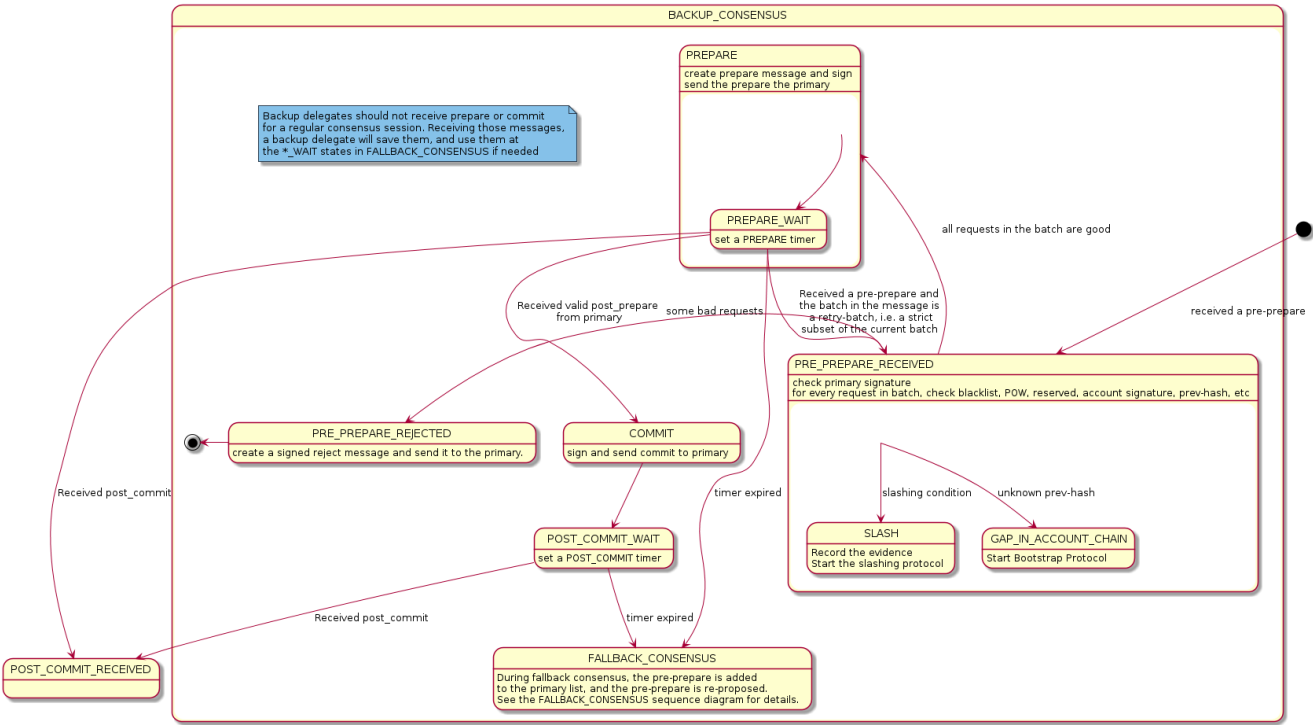 BACKUP_CONSENSUS
PREPARE
create prepare message and sign
send the prepare the primary
Backup delegates should not receive prepare or commit
for a regular consensus session. Receiving those messages,
a backup delegate will save them, and use them at
the *_WAIT states in FALLBACK_CONSENSUS if needed
PREPARE_WAIT
set a PREPARE timer
all requests in the batch are good
Received valid post_prepare
from primary
some bad requests
Received a pre-prepare and
the batch in the message is
a retry-batch, i.e. a strict
subset of the current batch
received a pre-prepare
PRE_PREPARE_RECEIVED
check primary signature
for every request in batch, check blacklist, POW, reserved, account signature, prev-hash, etc
PRE_PREPARE_REJECTED
create a signed reject message and send it to the primary.
COMMIT
sign and send commit to primary
Received post_commit
timer expired
slashing condition
unknown prev-hash
POST_COMMIT_WAIT
set a POST_COMMIT timer
SLASH
Record the evidence
Start the slashing protocol
GAP_IN_ACCOUNT_CHAIN
Start Bootstrap Protocol
Received post_commit
timer expired
POST_COMMIT_RECEIVED
FALLBACK_CONSENSUS
During fallback consensus, the pre-prepare is added
to the primary list, and the pre-prepare is re-proposed.
See the FALLBACK_CONSENSUS sequence diagram for details.